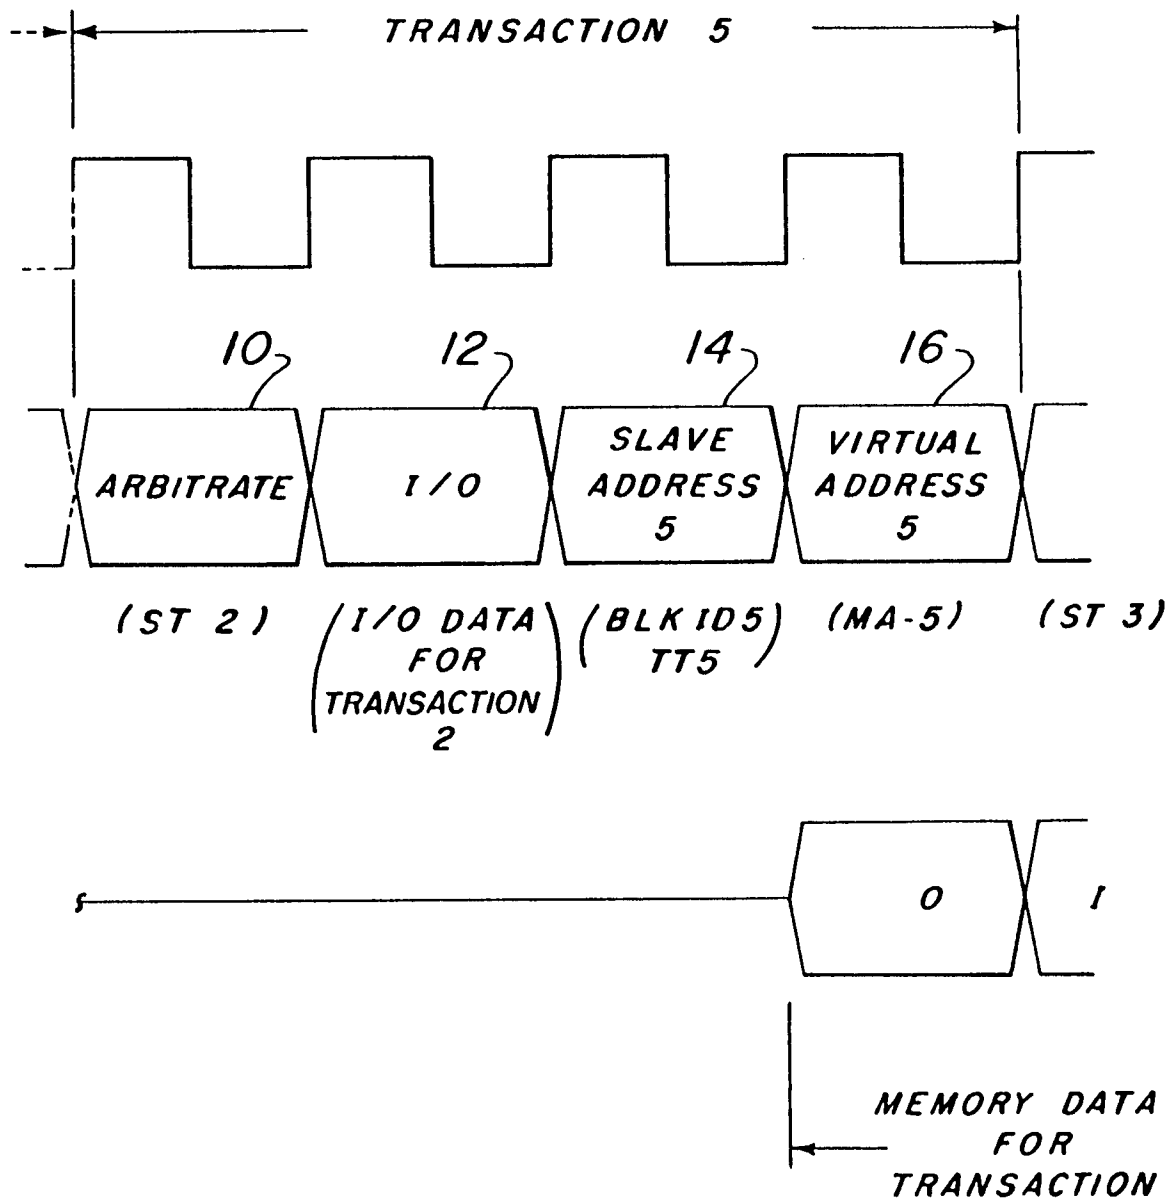 TRANSACTION 5
10 12 14 16
ARBITRATE
I/O
SLAVE
ADDRESS
5
VIRTUAL
ADDRESS
5
(ST 2)
(I/O DATA
FOR
TRANSACTION
2)
(BLK ID5
TT5)
(MA-5)
(ST 3)
0
1
MEMORY DATA
FOR
TRANSACTION